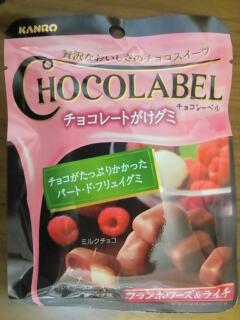 KANRO
贅沢なおいしさのチョコスイーツ
CHOCOLABEL
チョコレーベル
チョコレートがけグミ
チョコがたっぷりかかった
パート・ド・フリュイグミ
ミルクチョコ
フランボワーズ&ライチ